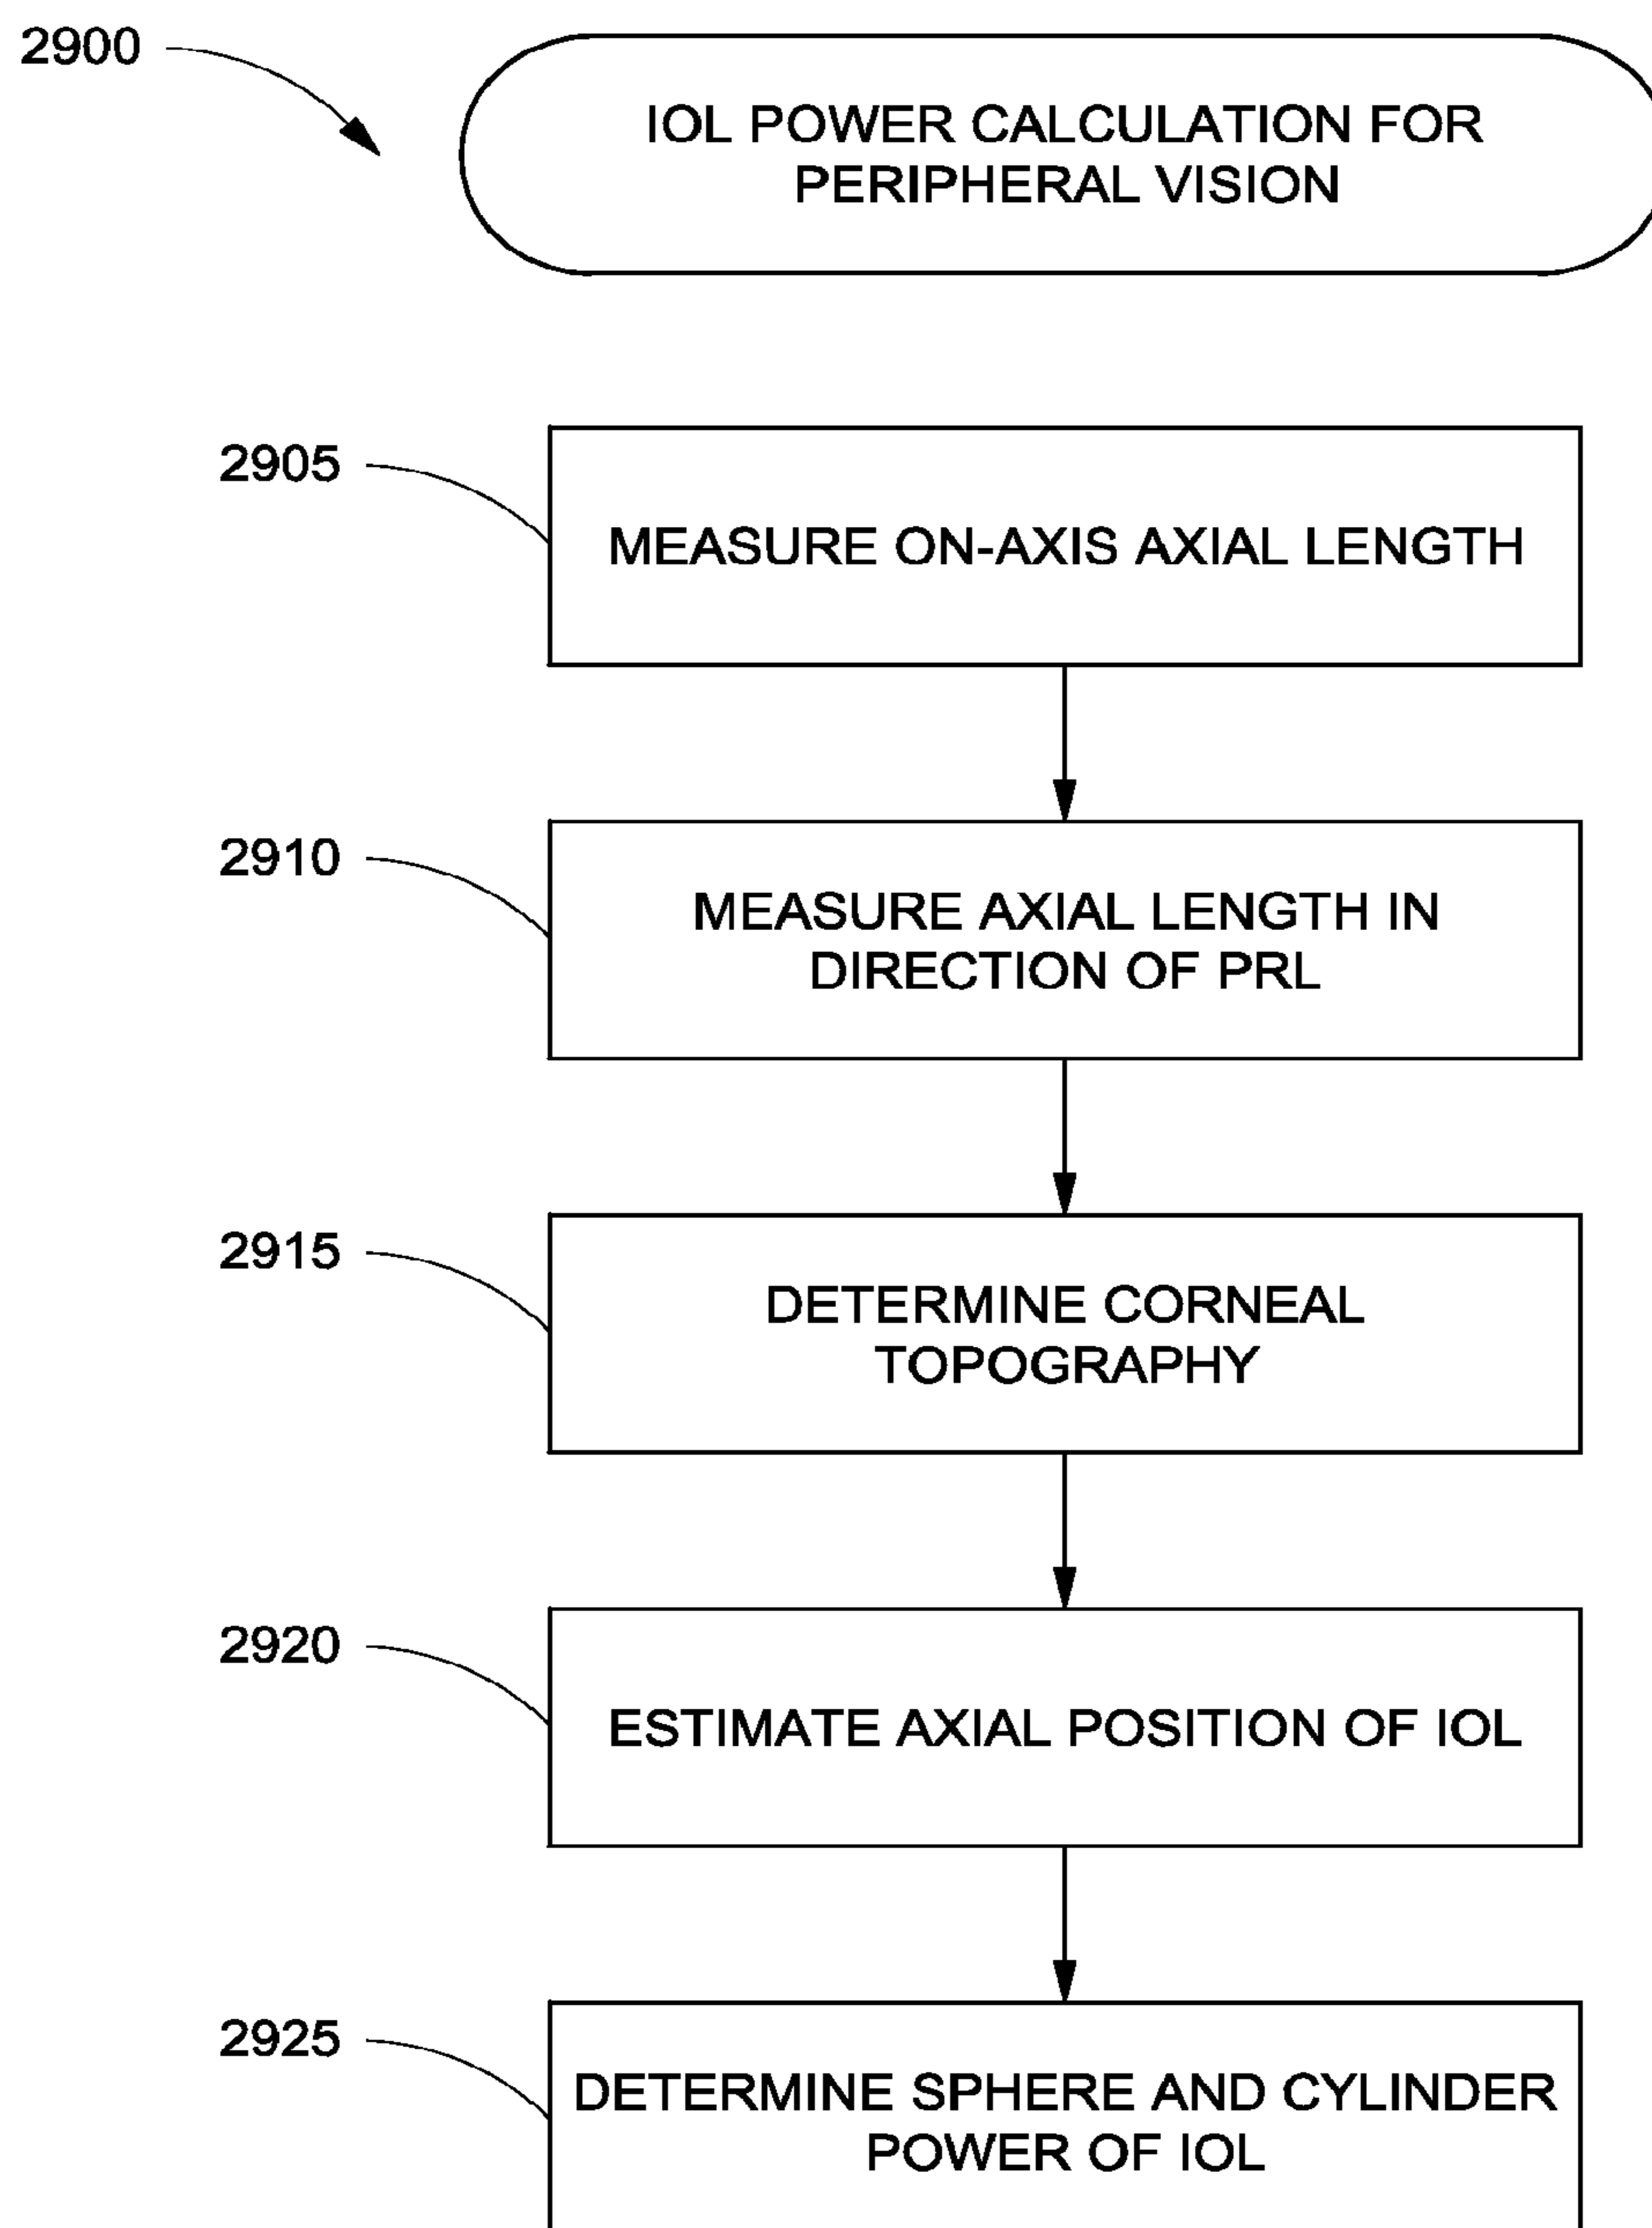 2900
IOL POWER CALCULATION FOR
PERIPHERAL VISION
2905
MEASURE ON-AXIS AXIAL LENGTH
2910
MEASURE AXIAL LENGTH IN
DIRECTION OF PRL
2915
DETERMINE CORNEAL
TOPOGRAPHY
2920
ESTIMATE AXIAL POSITION OF IOL
2925
DETERMINE SPHERE AND CYLINDER
POWER OF IOL